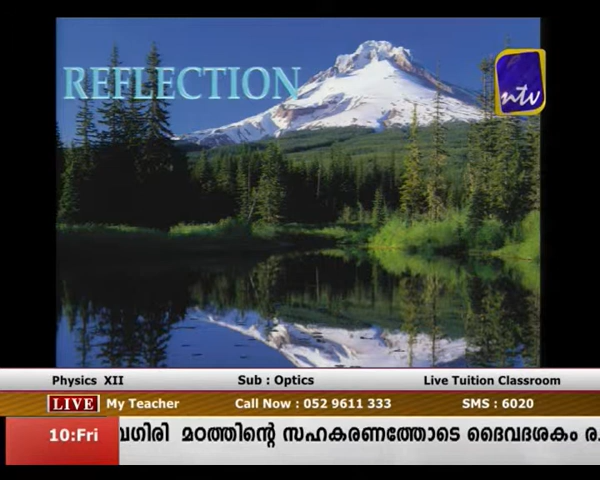 REFLECTION
ntv
Physics XII Sub : Optics Live Tuition Classroom
LIVE My Teacher Call Now : 052 9611 333 SMS : 6020
10:Fri വഗിരി മഠത്തിന്റെ സഹകരണത്തോടെ ദൈവദശകം ര